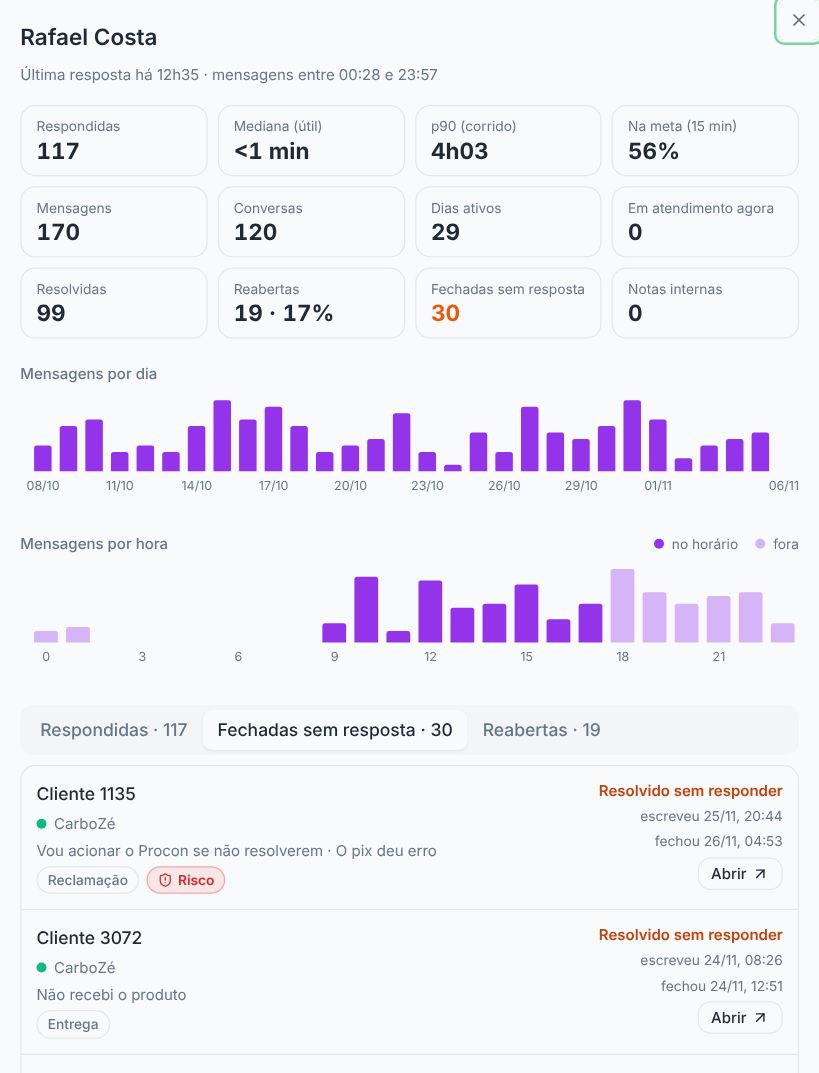 Rafael Costa
Última resposta há 12h35 · mensagens entre 00:28 e 23:57
Respondidas
117
Mediana (útil)
<1 min
p90 (corrido)
4h03
Na meta (15 min)
56%
Mensagens
170
Conversas
120
Dias ativos
29
Em atendimento agora
0
Resolvidas
99
Reabertas
19 · 17%
Fechadas sem resposta
30
Notas internas
0
Mensagens por dia
08/10 11/10 14/10 17/10 20/10 23/10 26/10 29/10 01/11 06/11
Mensagens por hora
no horário fora
0 3 6 9 12 15 18 21
Respondidas · 117 Fechadas sem resposta · 30 Reabertas · 19
Cliente 1135
Resolvido sem responder
CarboZé
escreveu 25/11, 20:44
Vou acionar o Procon se não resolverem · O pix deu erro
fechou 26/11, 04:53
Reclamação Risco
Abrir
Cliente 3072
Resolvido sem responder
CarboZé
escreveu 24/11, 08:26
Não recebi o produto
fechou 24/11, 12:51
Entrega
Abrir